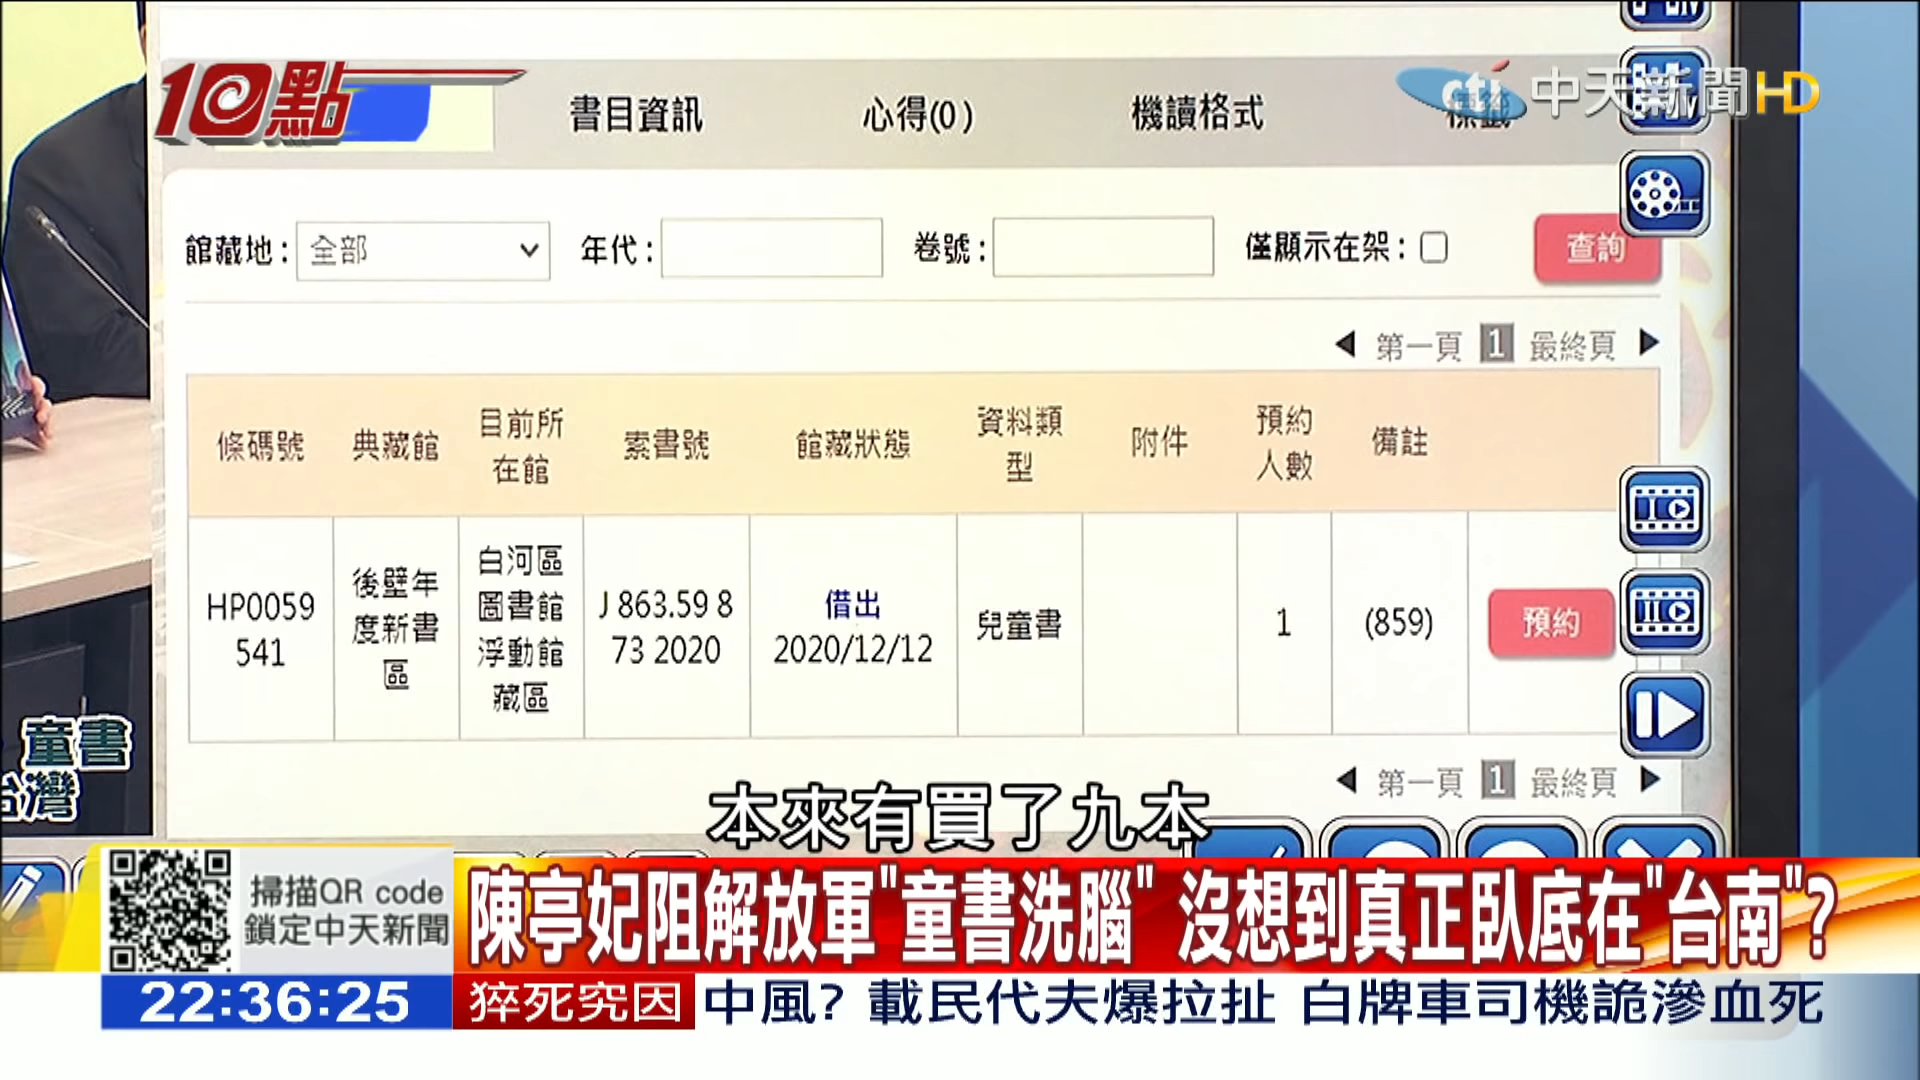 10點
cti 中天新聞HD
書目資訊 心得(0) 機讀格式 標籤
館藏地： 全部 年代： 卷號： 僅顯示在架： 查詢
第一頁 1 最終頁
條碼號 典藏館 目前所在館 索書號 館藏狀態 資料類型 附件 預約人數 備註
HP0059541 後壁年度新書區 白河區圖書館浮動館藏區 J 863.59 873 2020 借出 2020/12/12 兒童書 1 (859) 預約
第一頁 1 最終頁
童書
台灣
本來有買了九本
掃描QR code
鎖定中天新聞
陳亭妃阻解放軍"童書洗腦" 沒想到真正臥底在"台南"?
22:36:25 猝死究因 中風? 載民代夫爆拉扯 白牌車司機詭滲血死